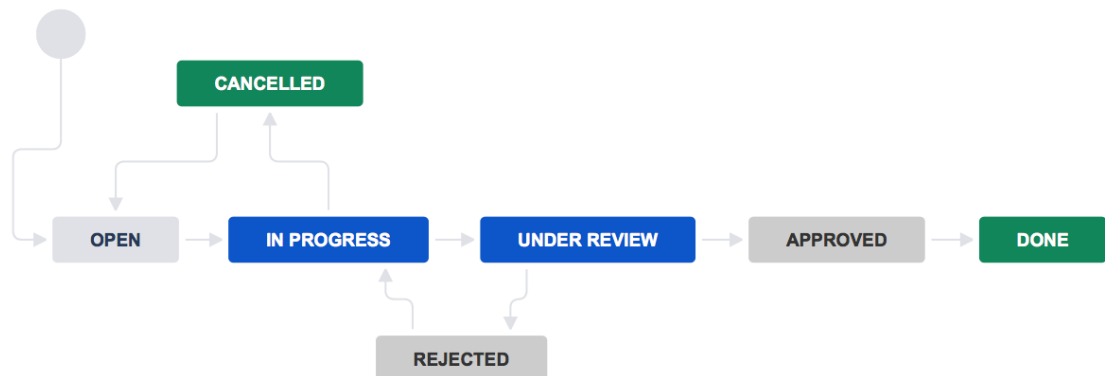 CANCELLED
OPEN
IN PROGRESS
UNDER REVIEW
APPROVED
DONE
REJECTED